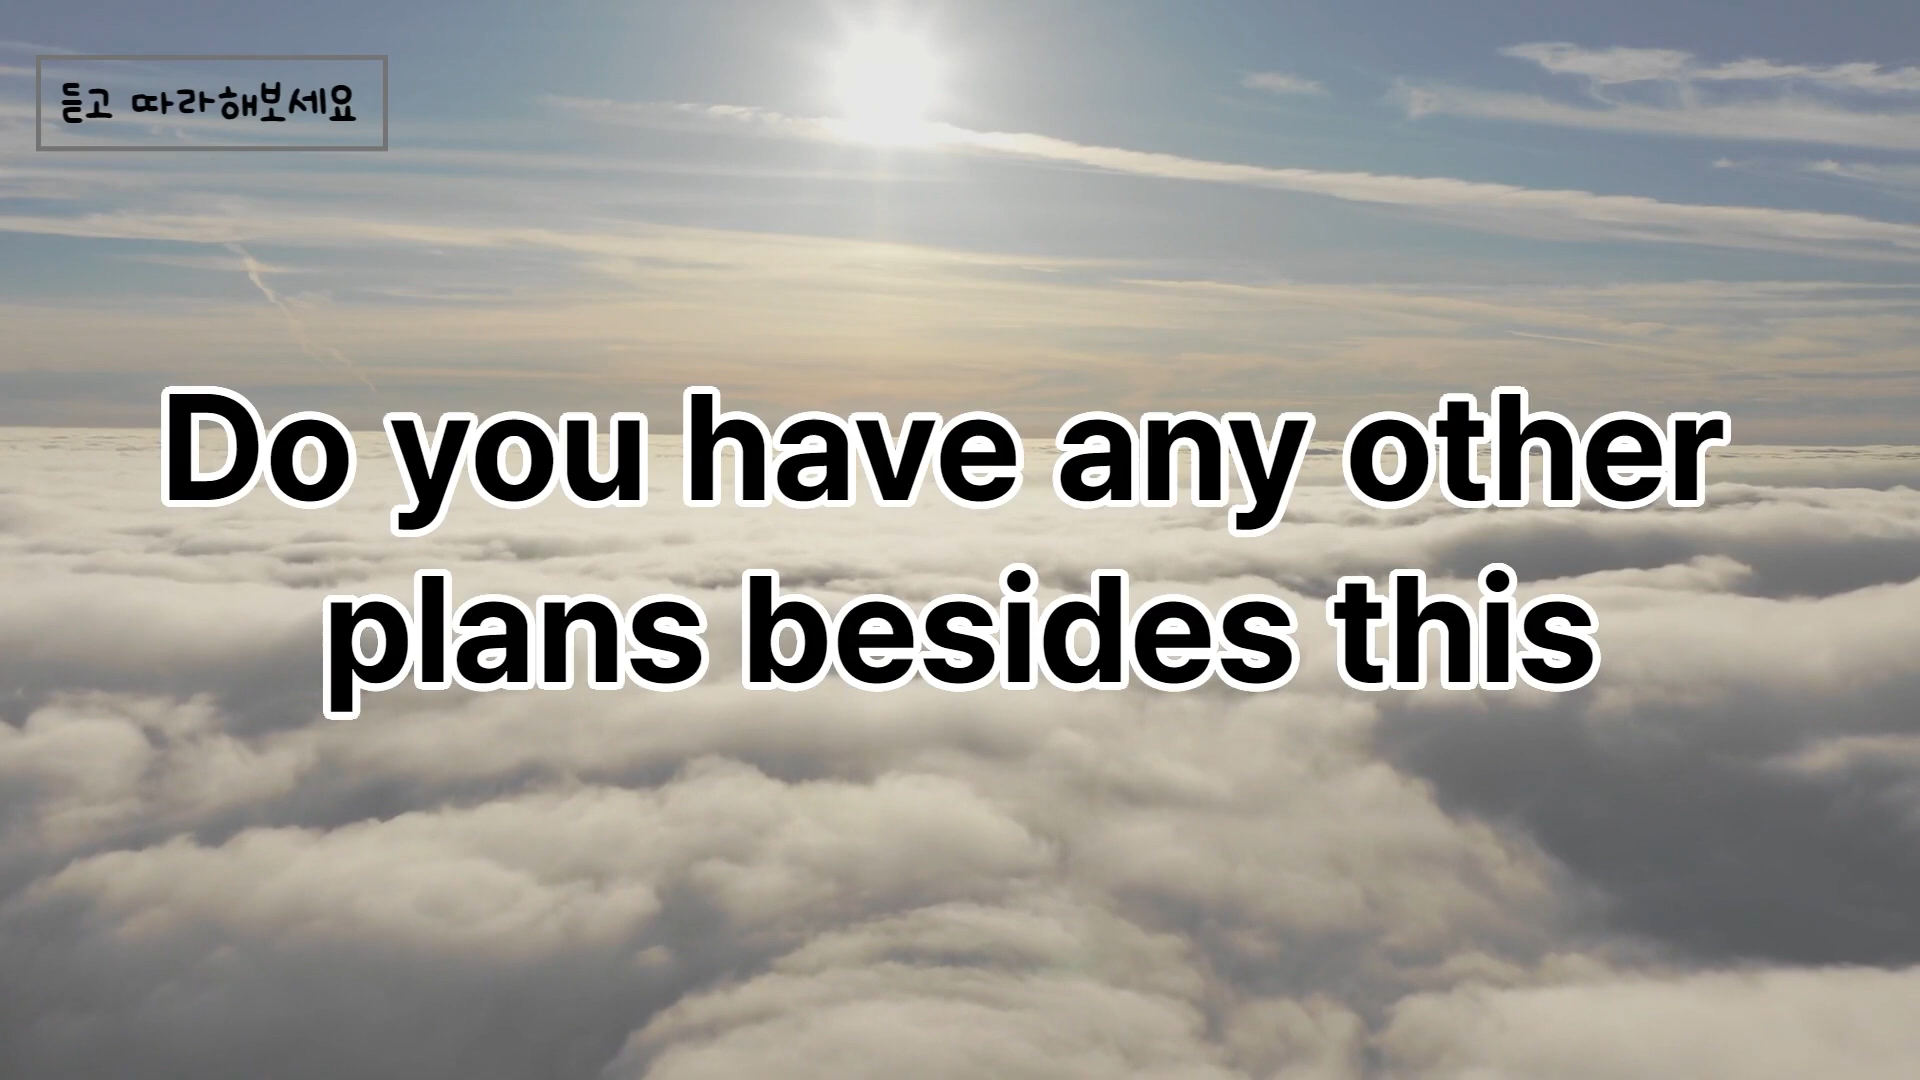 듣고 따라해보세요
Do you have any other
plans besides this